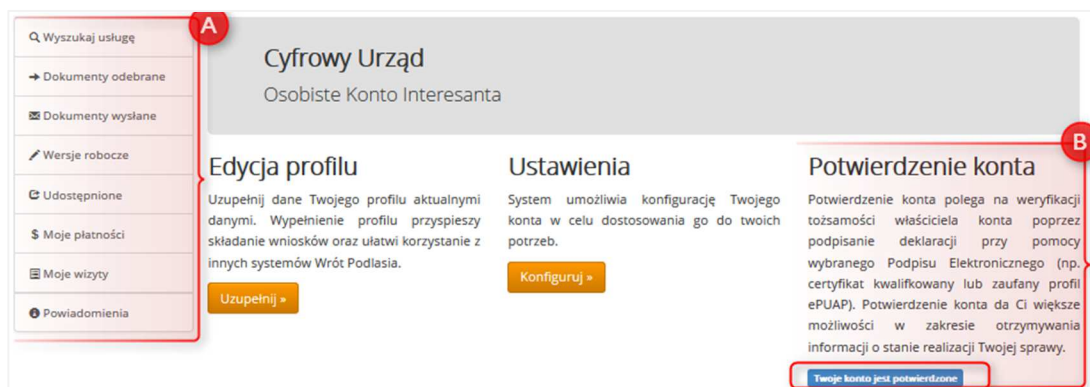 A
Wyszukaj usługę
Dokumenty odebrane
Dokumenty wysłane
Wersje robocze
Udostępnione
$ Moje płatności
Moje wizyty
Powiadomienia
Cyfrowy Urząd
Osobiste Konto Interesanta
Edycja profilu
Uzupełnij dane Twojego profilu aktualnymi
danymi. Wypełnienie profilu przyspieszy
składanie wniosków oraz ułatwi korzystanie z
innych systemów Wrót Podlasia.
Uzupełnij »
Ustawienia
System umożliwia konfigurację Twojego
konta w celu dostosowania go do twoich
potrzeb.
Konfiguruj »
B
Potwierdzenie konta
Potwierdzenie konta polega na weryfikacji
tożsamości właściciela konta poprzez
podpisanie deklaracji przy pomocy
wybranego Podpisu Elektronicznego (np.
certyfikat kwalifkowany lub zaufany profil
ePUAP). Potwierdzenie konta da Ci większe
możliwości w zakresie otrzymywania
informacji o stanie realizacji Twojej sprawy.
Twoje konto jest potwierdzone